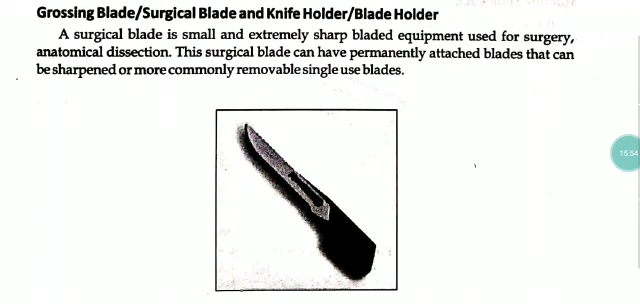 Grossing Blade/Surgical Blade and Knife Holder/Blade Holder
A surgical blade is small and extremely sharp bladed equipment used for surgery,
anatomical dissection. This surgical blade can have permanently attached blades that can
be sharpened or more commonly removable single use blades.
15:54